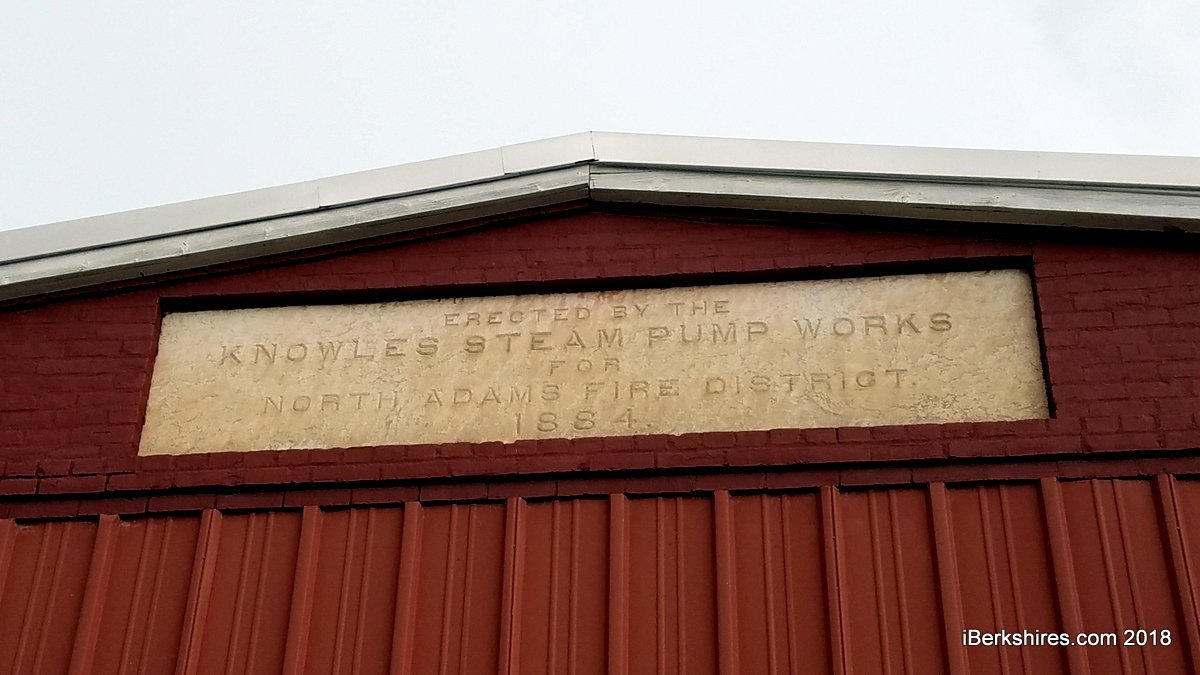 ERECTED BY THE
KNOWLES STEAM PUMP WORKS
FOR
NORTH ADAMS FIRE DISTRICT.
1884.
iBerkshires.com 2018